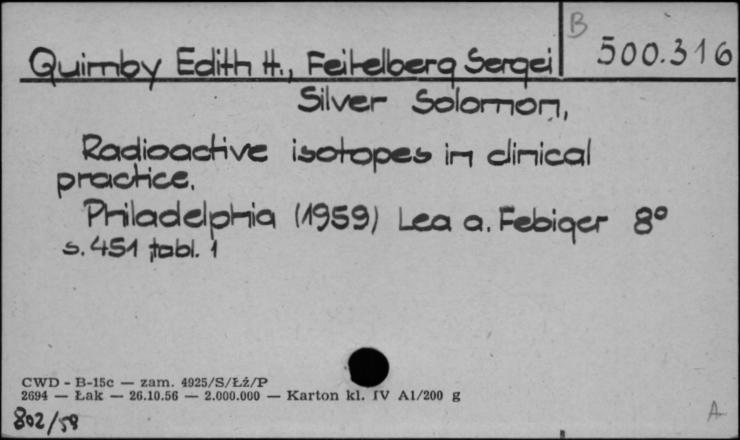 B 500.316
Quimby Edith H., Feitelberg Sergei
Silver Solomon,
Radioactive isotopes in clinical
practice.
Philadelphia (1959) Lea a. Febiger 8°
s. 451 tabl. 1
CWD - B-15c — zam. 4925/S/Łż/P
2694 — Łak — 26.10.56 — 2.000.000 — Karton kl. IV A1/200 g
802/59
A